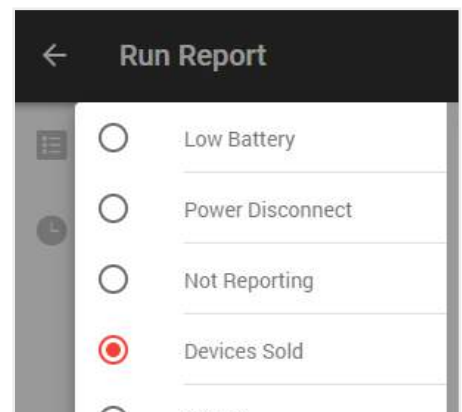 Run Report
Low Battery
Power Disconnect
Not Reporting
Devices Sold